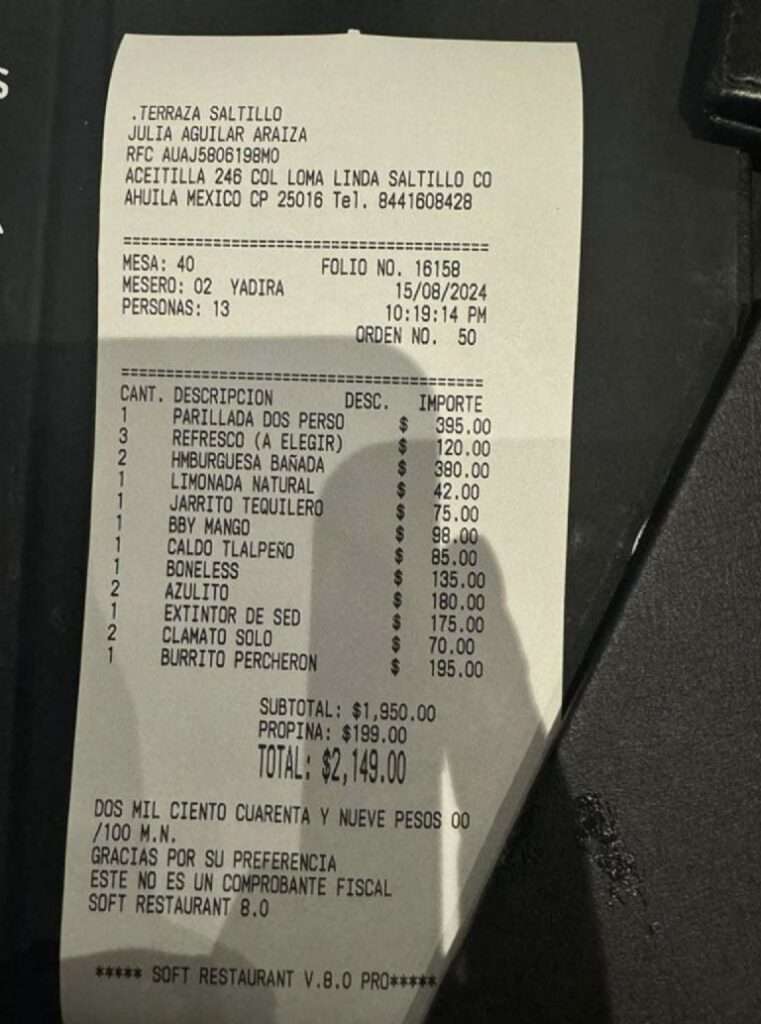 .TERRAZA SALTILLO
JULIA AGUILAR ARAIZA
RFC AUAJ5806198M0
ACEITILLA 246 COL LOMA LINDA SALTILLO CO
AHUILA MEXICO CP 25016 Tel. 8441608428
========================================
MESA: 40 FOLIO NO. 16158
MESERO: 02 YADIRA 15/08/2024
PERSONAS: 13 10:19:14 PM
ORDEN NO. 50
========================================
CANT. DESCRIPCION DESC. IMPORTE
1 PARILLADA DOS PERSO $ 395.00
3 REFRESCO (A ELEGIR) $ 120.00
2 HMBURGUESA BAÑADA $ 380.00
1 LIMONADA NATURAL $ 42.00
1 JARRITO TEQUILERO $ 75.00
1 BBY MANGO $ 98.00
1 CALDO TLALPEÑO $ 85.00
1 BONELESS $ 135.00
2 AZULITO $ 180.00
1 EXTINTOR DE SED $ 175.00
2 CLAMATO SOLO $ 70.00
1 BURRITO PERCHERON $ 195.00
SUBTOTAL: $1,950.00
PROPINA: $199.00
TOTAL: $2,149.00
DOS MIL CIENTO CUARENTA Y NUEVE PESOS 00
/100 M.N.
GRACIAS POR SU PREFERENCIA
ESTE NO ES UN COMPROBANTE FISCAL
SOFT RESTAURANT 8.0
***** SOFT RESTAURANT V.8.0 PRO*****